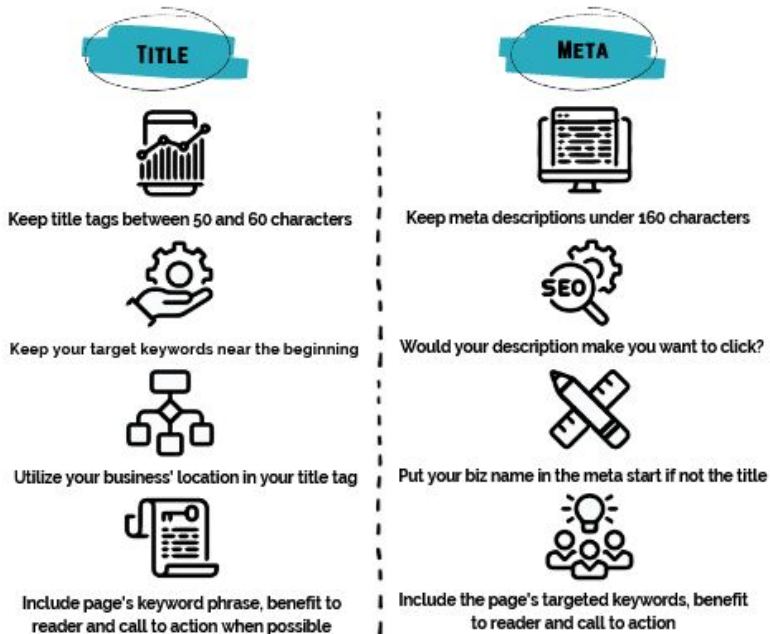 TITLE
Keep title tags between 50 and 60 characters
Keep your target keywords near the beginning
Utilize your business' location in your title tag
Include page's keyword phrase, benefit to
reader and call to action when possible
META
Keep meta descriptions under 160 characters
SEO
Would your description make you want to click?
Put your biz name in the meta start if not the title
Include the page's targeted keywords, benefit
to reader and call to action